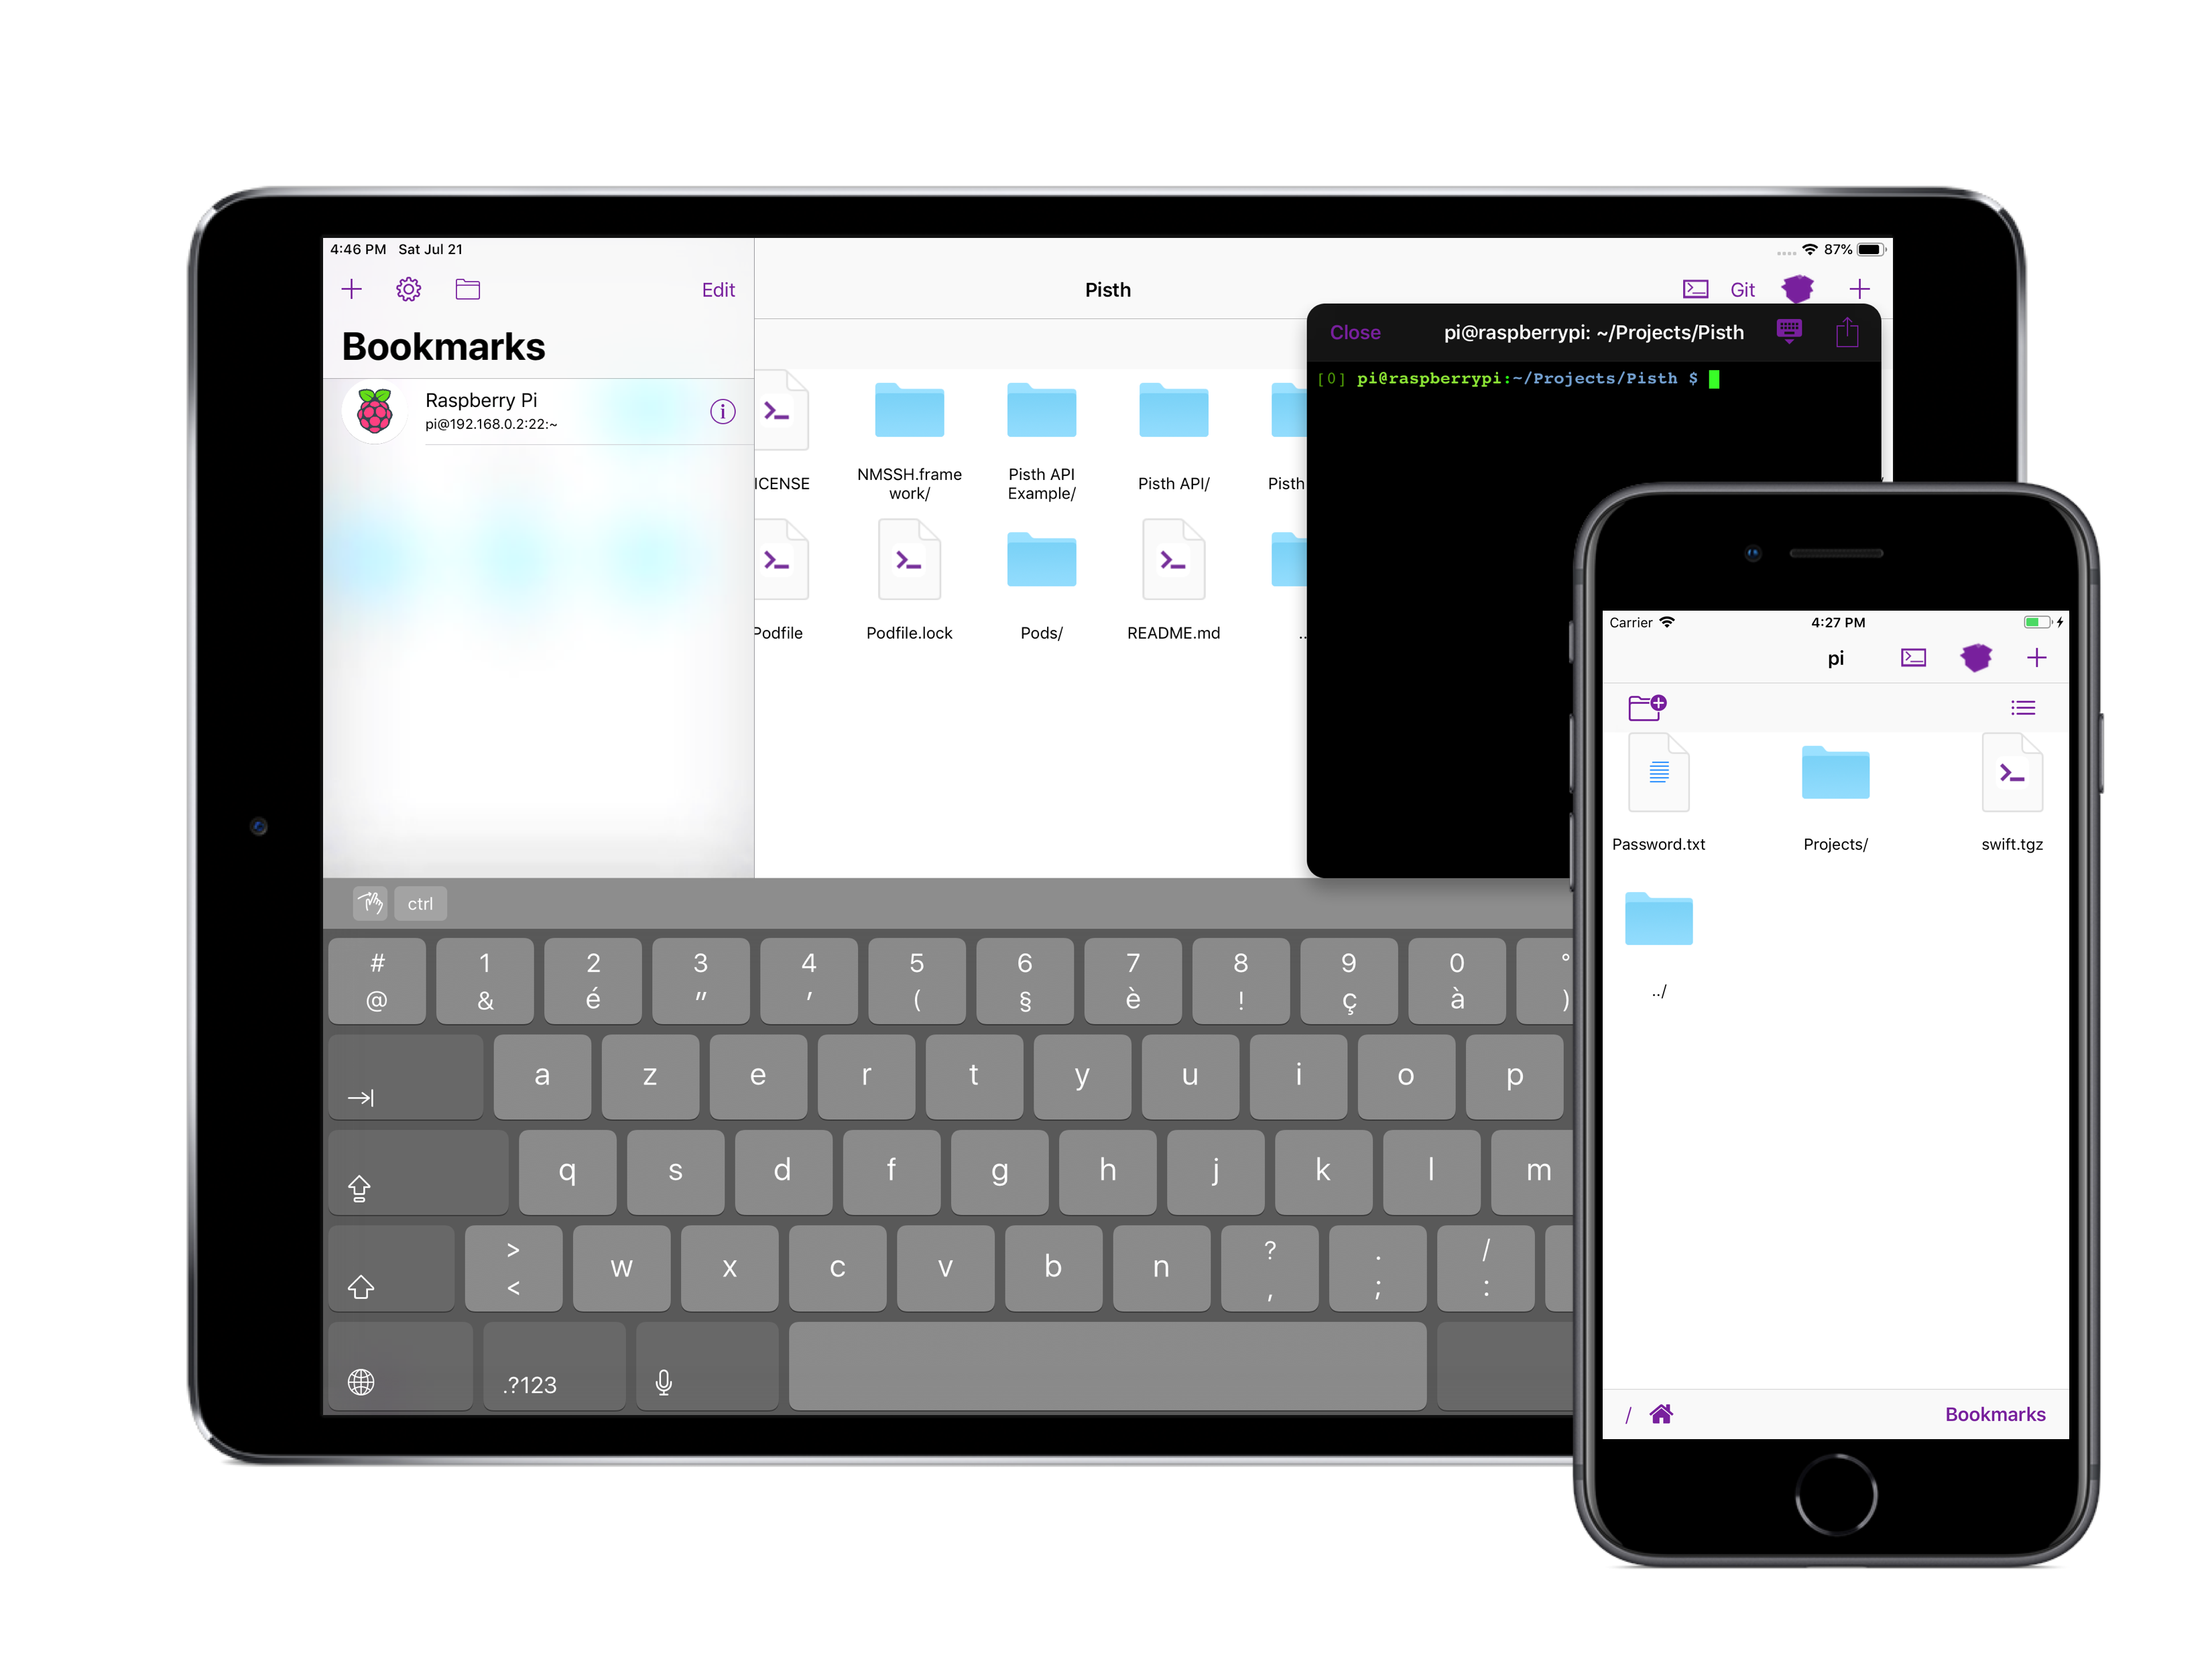 4:46 PM Sat Jul 21
87%
Edit
Pisth
Git
Bookmarks
Raspberry Pi
pi@192.168.0.2:22:~
Close
pi@raspberrypi: ~/Projects/Pisth
[0] pi@raspberrypi:~/Projects/Pisth $
ICENSE
NMSSH.frame
work/
Pisth API
Example/
Pisth API/
Pisth
Podfile
Podfile.lock
Pods/
README.md
..
ctrl
# 1 2 3 4 5 6 7 8 9 0 °
@ & é " ' ( § è ! ç à )
a z e r t y u i o p
q s d f g h j k l m
> ? . /
< w x c v b n , ; :
.?123
Carrier
4:27 PM
pi
Password.txt
Projects/
swift.tgz
../
/
Bookmarks